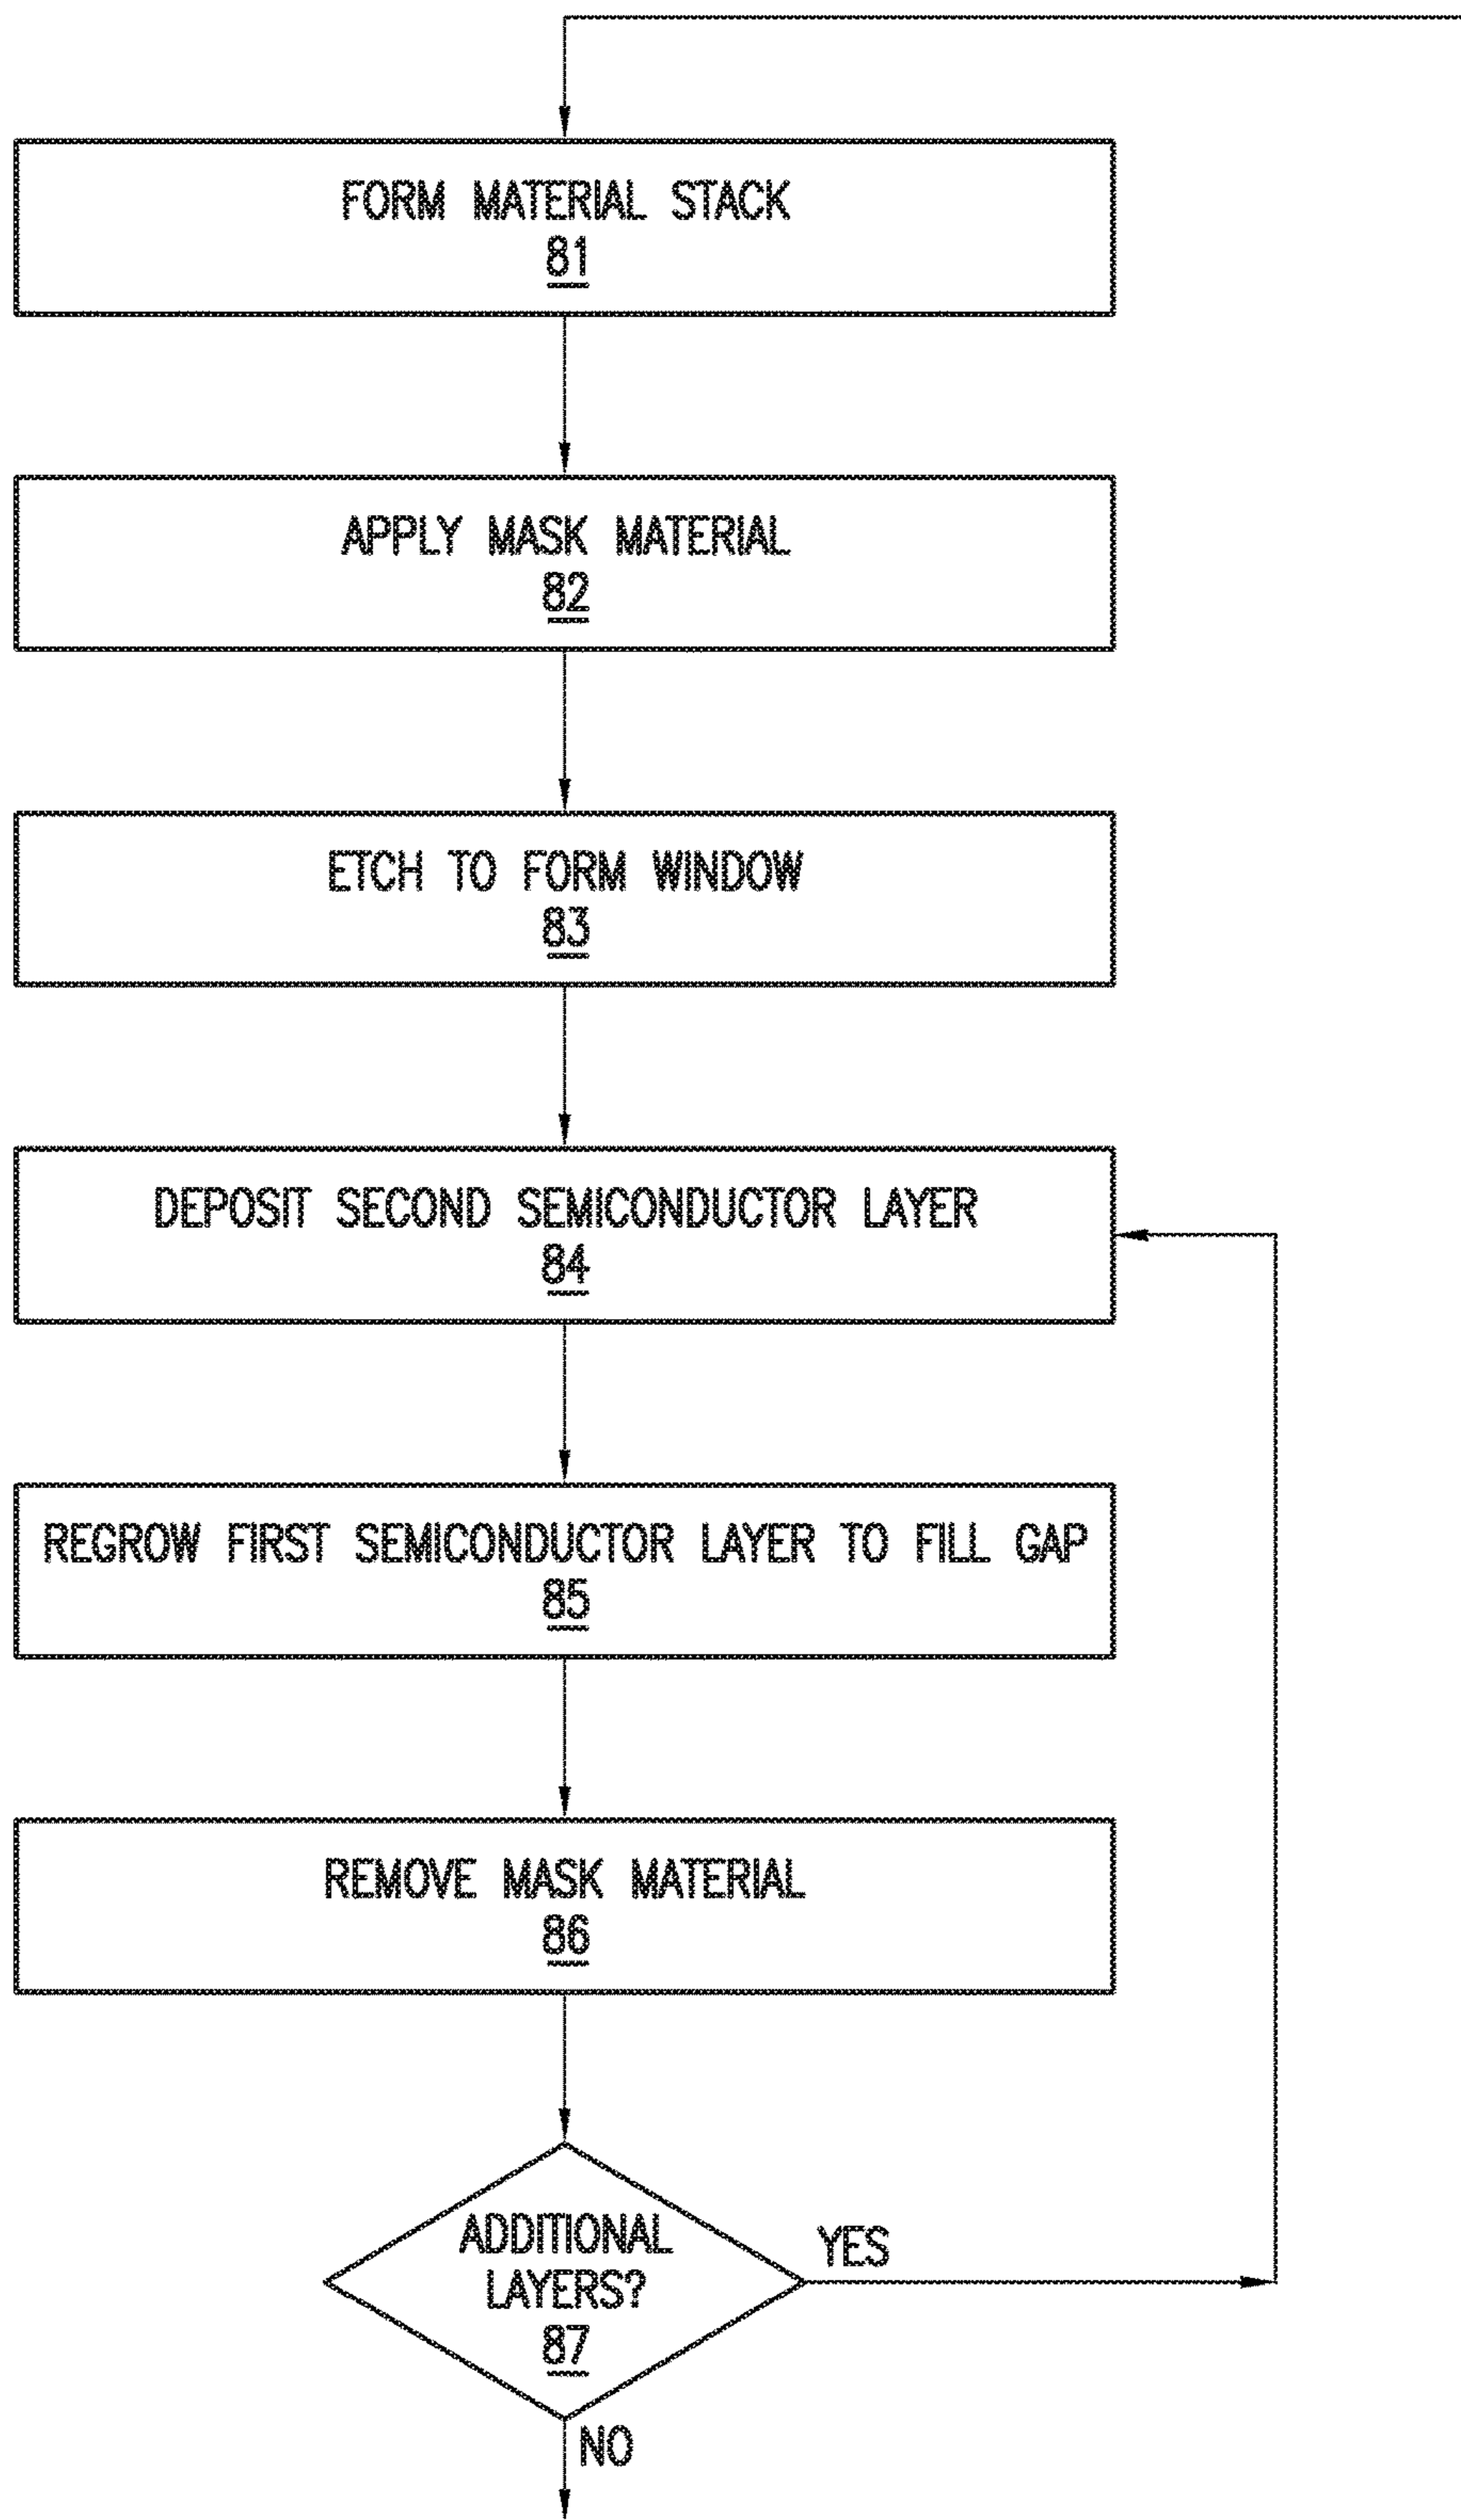 FORM MATERIAL STACK
81
APPLY MASK MATERIAL
82
ETCH TO FORM WINDOW
83
DEPOSIT SECOND SEMICONDUCTOR LAYER
84
REGROW FIRST SEMICONDUCTOR LAYER TO FILL GAP
85
REMOVE MASK MATERIAL
86
ADDITIONAL
LAYERS?
87
YES
NO